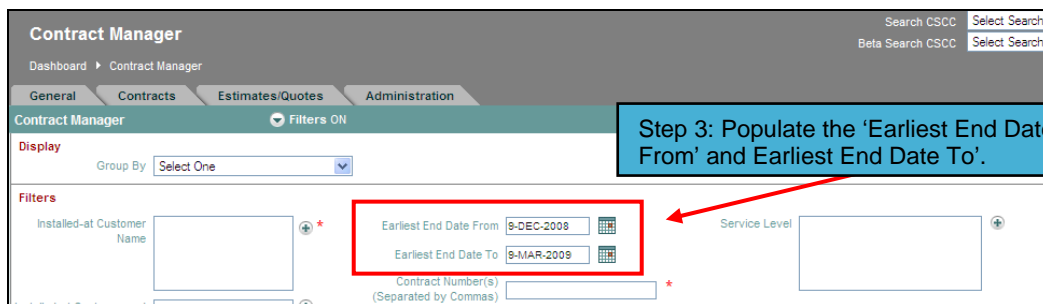 Contract Manager
Search CSCC Select Search
Beta Search CSCC Select Search
Dashboard Contract Manager
General Contracts Estimates/Quotes Administration
Contract Manager Filters ON
Step 3: Populate the ‘Earliest End Date
From’ and Earliest End Date To’.
Display
Group By Select One
Filters
Installed-at Customer
Name
*
Earliest End Date From 9-DEC-2008
Service Level
Earliest End Date To 9-MAR-2009
Contract Number(s)
(Separated by Commas)
*